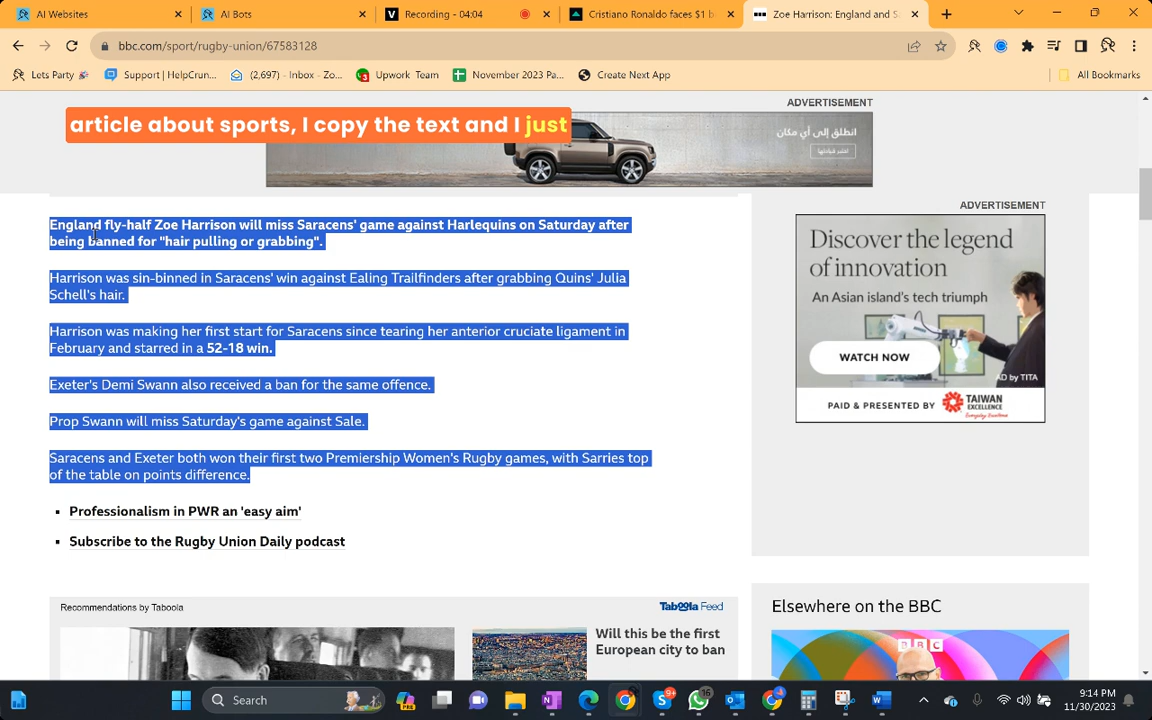 AI Websites
AI Bots
Recording - 04:04
Cristiano Ronaldo faces $1 b
Zoe Harrison: England and S
bbc.com/sport/rugby-union/67583128
Lets Party
Support | HelpCrun...
(2,697) - Inbox - Zo...
Upwork Team
November 2023 Pa...
Create New App
All Bookmarks
ADVERTISEMENT
article about sports, I copy the text and I just
انطلق إلى أي مكان
ADVERTISEMENT
England fly-half Zoe Harrison will miss Saracens' game against Harlequins on Saturday after
being banned for "hair pulling or grabbing".
Harrison was sin-binned in Saracens' win against Ealing Trailfinders after grabbing Quins' Julia
Schell's hair.
Harrison was making her first start for Saracens since tearing her anterior cruciate ligament in
February and starred in a 52-18 win.
Exeter's Demi Swann also received a ban for the same offence.
Prop Swann will miss Saturday's game against Sale.
Saracens and Exeter both won their first two Premiership Women's Rugby games, with Sarries top
of the table on points difference.
Professionalism in PWR an 'easy aim'
Subscribe to the Rugby Union Daily podcast
Discover the legend
of innovation
An Asian island's tech triumph
WATCH NOW
AD by TITA
PAID & PRESENTED BY
TAIWAN
EXCELLENCE
Everyday Excellence
Recommendations by Taboola
Taboola Feed
Will this be the first
European city to ban
Elsewhere on the BBC
BBC
Search
PRE
9+
16
9:14 PM
11/30/2023